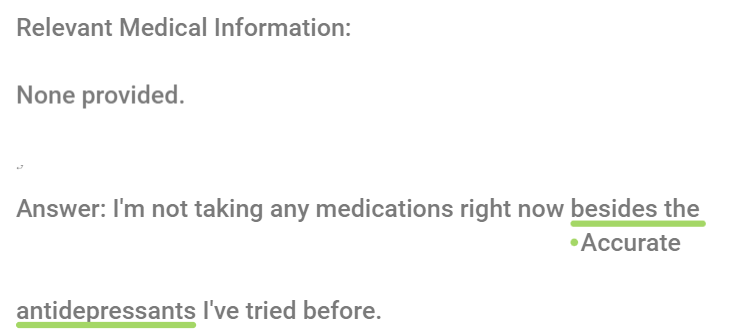 Relevant Medical Information:
None provided.
Answer: I'm not taking any medications right now besides the
•Accurate
antidepressants I've tried before.